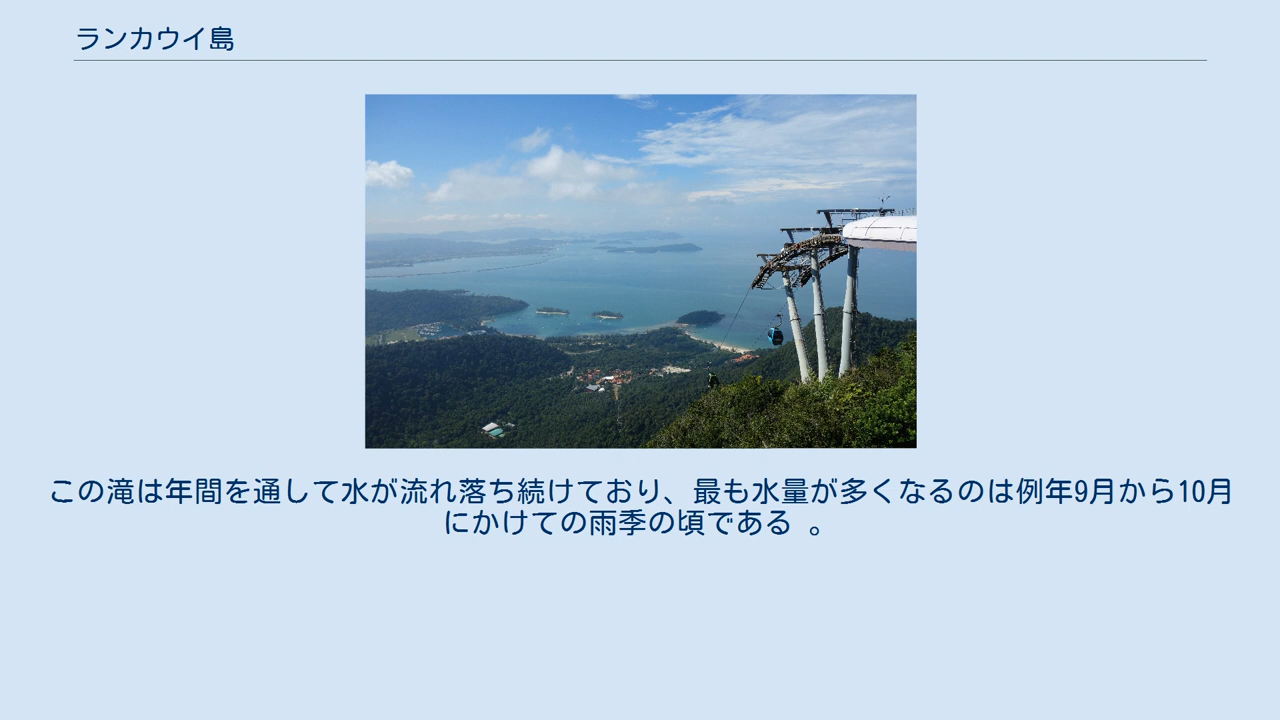 ランカウイ島
この滝は年間を通して水が流れ落ち続けており、最も水量が多くなるのは例年9月から10月
にかけての雨季の頃である 。